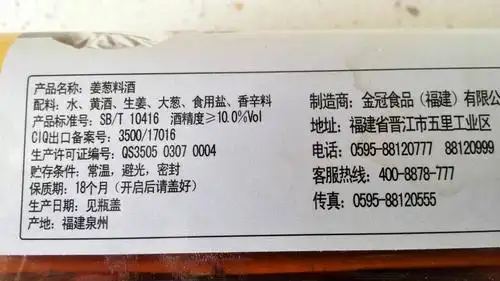 产品名称：姜葱料酒
配料：水、黄酒、生姜、大葱、食用盐、香辛料
产品标准号：SB/T 10416 酒精度≥10.0%Vol
CIQ出口备案号：3500/17016
生产许可证编号：QS3505 0307 0004
贮存条件：常温，避光，密封
保质期：18个月（开启后请盖好）
生产日期：见瓶盖
产地：福建泉州
制造商：金冠食品（福建）有限公
地址：福建省晋江市五里工业区
电话：0595-88120777 88120999
客服热线：400-8878-777
传真：0595-88120555